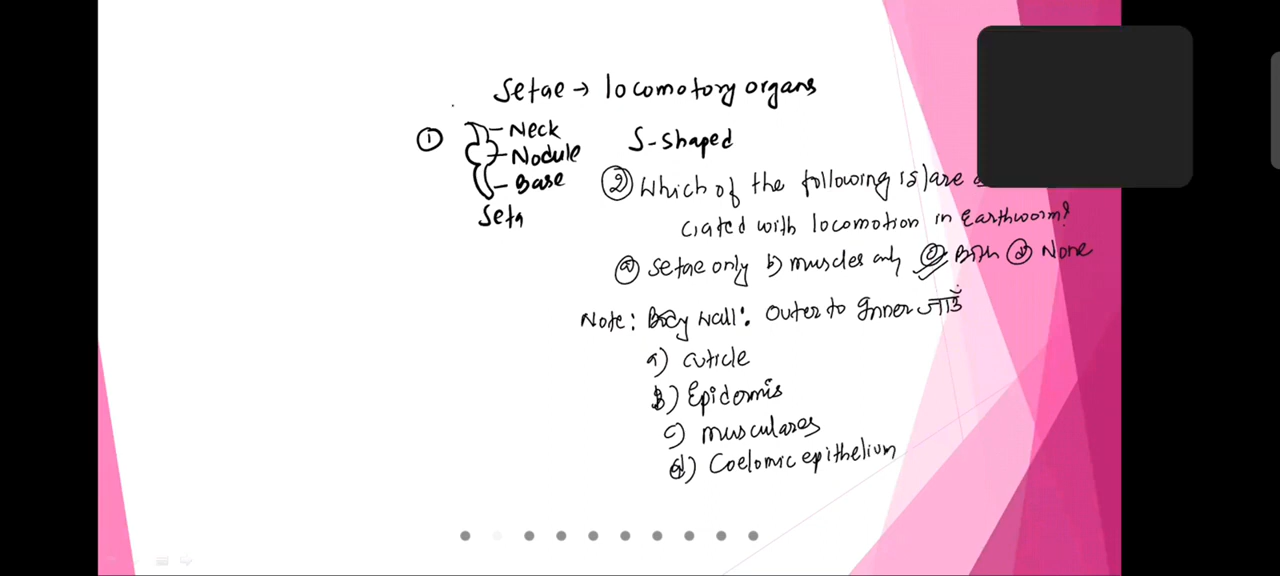 Setae → locomotory organs
① Neck
Nodule
Base
Seta
S-shaped
② Which of the following is/are
ciated with locomotion in Earthworm?
ⓐ setae only b) muscles only ⓒ Both ⓓ None
Note: Body wall: Outer to Inner
a) cuticle
B) Epidermis
c) musculares
d) Coelomic epithelium